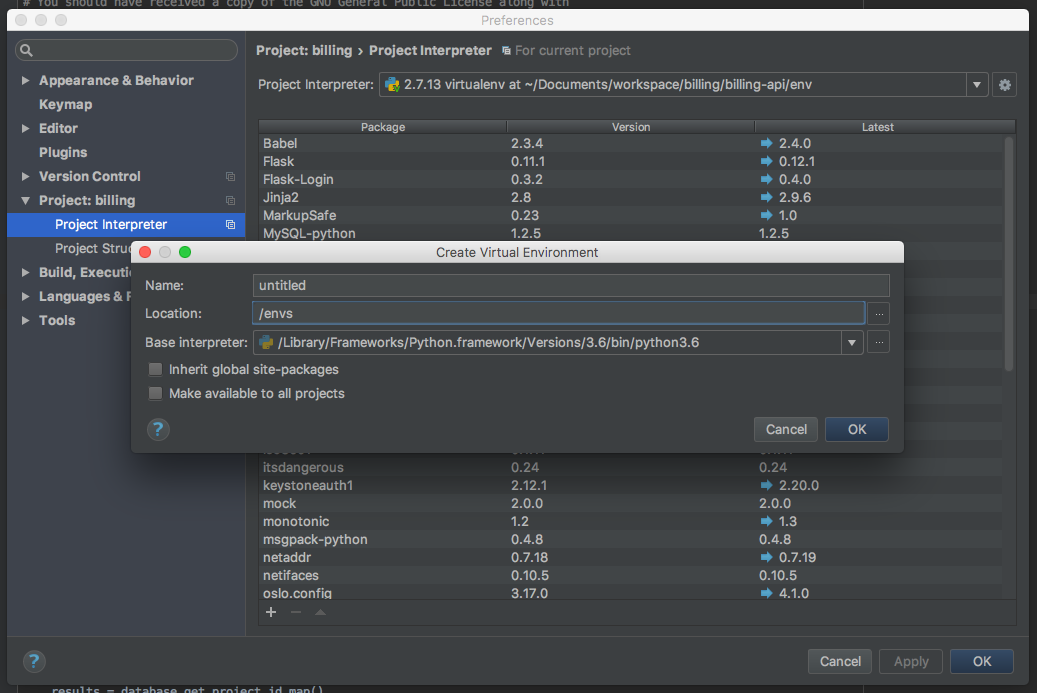 # You should have received a copy of the GNU General Public License along with
Preferences
Project: billing › Project Interpreter For current project
Appearance & Behavior
Keymap
Editor
Plugins
Version Control
Project: billing
Project Interpreter
Project Struc
Build, Executio
Languages & F
Tools
Project Interpreter: 2.7.13 virtualenv at ~/Documents/workspace/billing/billing-api/env
Package Version Latest
Babel 2.3.4 2.4.0
Flask 0.11.1 0.12.1
Flask-Login 0.3.2 0.4.0
Jinja2 2.8 2.9.6
MarkupSafe 0.23 1.0
MySQL-python 1.2.5 1.2.5
Create Virtual Environment
Name: untitled
Location: /envs ...
Base interpreter: /Library/Frameworks/Python.framework/Versions/3.6/bin/python3.6 ...
Inherit global site-packages
Make available to all projects
? Cancel OK
itsdangerous 0.24 0.24
keystoneauth1 2.12.1 2.20.0
mock 2.0.0 2.0.0
monotonic 1.2 1.3
msgpack-python 0.4.8 0.4.8
netaddr 0.7.18 0.7.19
netifaces 0.10.5 0.10.5
oslo.config 3.17.0 4.1.0
? Cancel Apply OK
results = database.get_project_id_map()